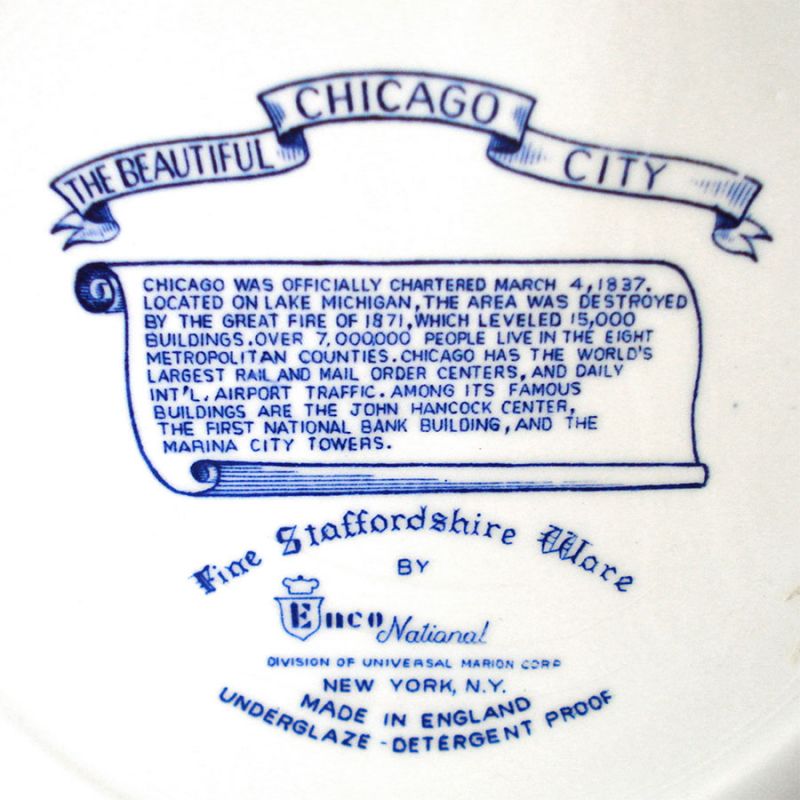 CHICAGO
THE BEAUTIFUL CITY
CHICAGO WAS OFFICIALLY CHARTERED MARCH 4, 1837.
LOCATED ON LAKE MICHIGAN, THE AREA WAS DESTROYED
BY THE GREAT FIRE OF 1871, WHICH LEVELED 15,000
BUILDINGS. OVER 7,000,000 PEOPLE LIVE IN THE EIGHT
METROPOLITAN COUNTIES. CHICAGO HAS THE WORLD'S
LARGEST RAIL AND MAIL ORDER CENTERS, AND DAILY
INT'L. AIRPORT TRAFFIC. AMONG ITS FAMOUS
BUILDINGS ARE THE JOHN HANCOCK CENTER,
THE FIRST NATIONAL BANK BUILDING, AND THE
MARINA CITY TOWERS.
Fine Staffordshire Ware
BY
Enco National
DIVISION OF UNIVERSAL MARION CORP
NEW YORK, N.Y.
MADE IN ENGLAND
UNDERGLAZE - DETERGENT PROOF